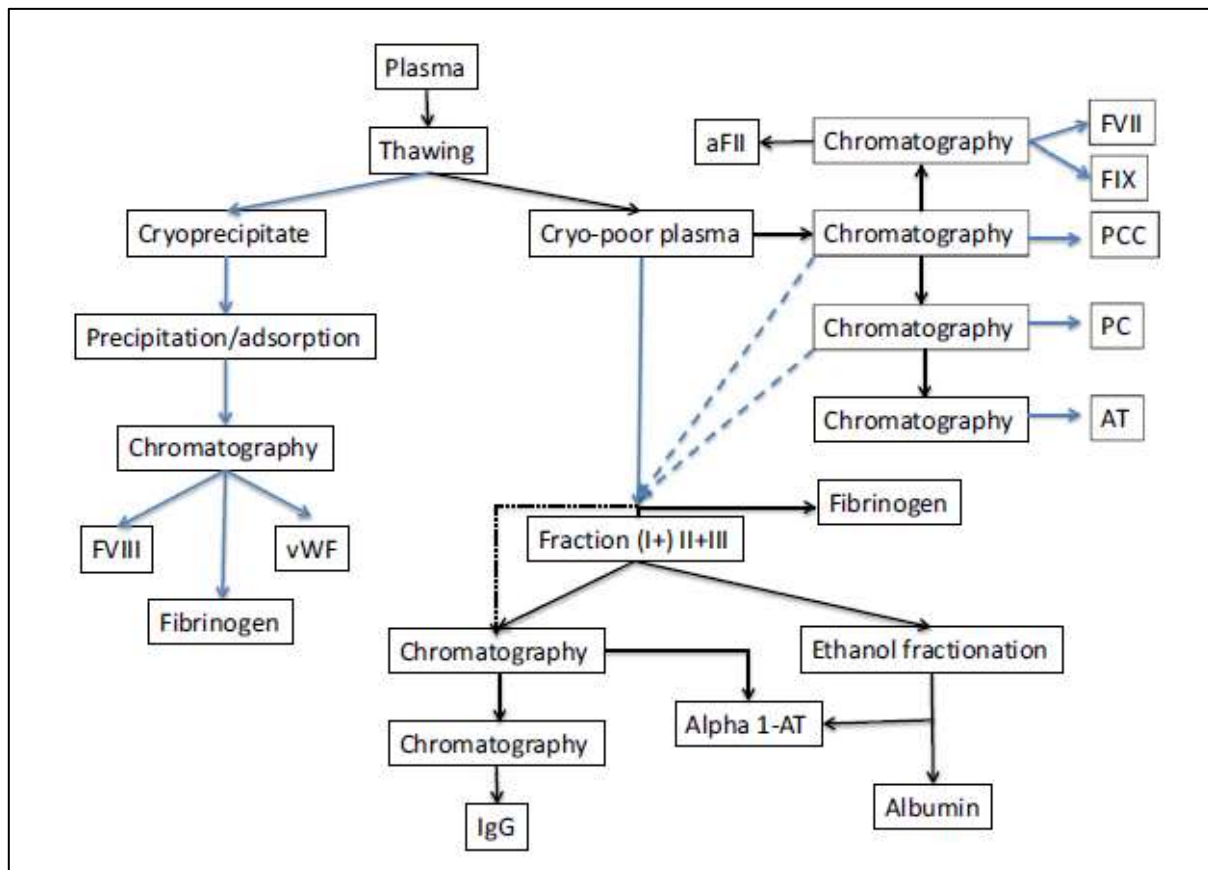 Plasma
Thawing
aFII
Chromatography
FVII
FIX
Cryoprecipitate
Cryo-poor plasma
Chromatography
PCC
Precipitation/adsorption
Chromatography
PC
Chromatography
AT
Chromatography
Fibrinogen
FVIII
vWF
Fraction (I+) II+III
Fibrinogen
Chromatography
Ethanol fractionation
Chromatography
Alpha 1-AT
IgG
Albumin